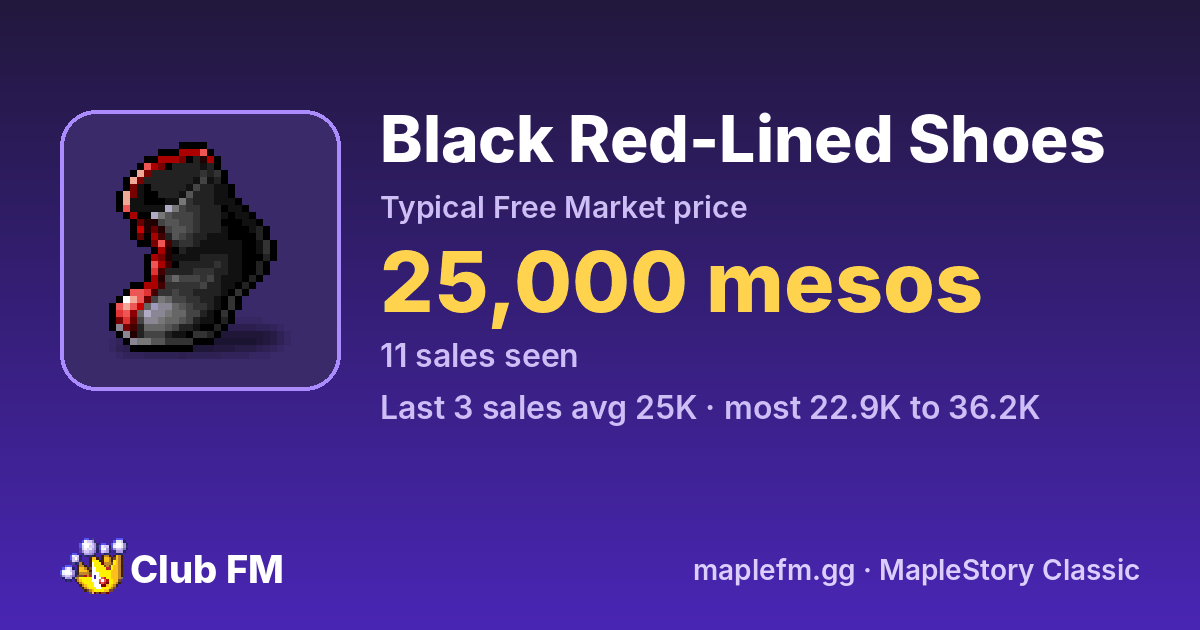 Black Red-Lined Shoes
Typical Free Market price
25,000 mesos
11 sales seen
Last 3 sales avg 25K · most 22.9K to 36.2K
Club FM
maplefm.gg · MapleStory Classic